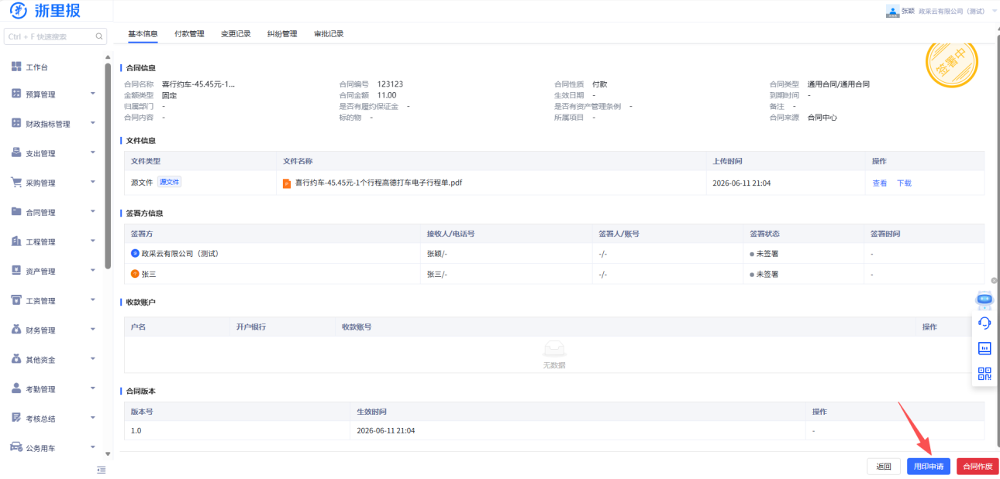 浙里报
张颖 政采云有限公司（测试）
Ctrl + F 快速搜索
基本信息 付款管理 变更记录 纠纷管理 审批记录
工作台
预算管理
财政指标管理
支出管理
采购管理
合同管理
工程管理
资产管理
工资管理
财务管理
其他资金
考勤管理
考核总结
公务用车
签署中
合同信息
合同名称 喜行约车-45.45元-1... 合同编号 123123 合同性质 付款 合同类型 通用合同/通用合同
金额类型 固定 合同金额 11.00 生效日期 - 到期时间 -
归属部门 - 是否有履约保证金 - 是否有资产管理条例 - 备注 -
合同内容 - 标的物 - 所属项目 - 合同来源 合同中心
文件信息
文件类型 文件名称 上传时间 操作
源文件 源文件 喜行约车-45.45元-1个行程高德打车电子行程单.pdf 2026-06-11 21:04 查看 下载
签署方信息
签署方 接收人/电话号 签署人/账号 签署状态 签署时间
政采云有限公司（测试） 张颖/- -/- 未签署 -
张三 张三/- -/- 未签署 -
收款账户
户名 开户银行 收款账号 操作
无数据
合同版本
版本号 生效时间 操作
1.0 2026-06-11 21:04 -
返回 用印申请 合同作废